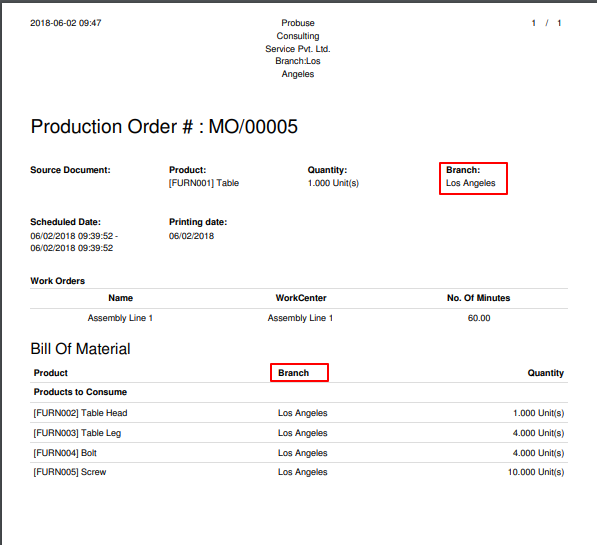 2018-06-02 09:47
Probuse
Consulting
Service Pvt. Ltd.
Branch:Los
Angeles
1 / 1
Production Order # : MO/00005
Source Document: Product: Quantity: Branch:
[FURN001] Table 1.000 Unit(s) Los Angeles
Scheduled Date: Printing date:
06/02/2018 09:39:52 - 06/02/2018
06/02/2018 09:39:52
Work Orders
Name WorkCenter No. Of Minutes
Assembly Line 1 Assembly Line 1 60.00
Bill Of Material
Product Branch Quantity
Products to Consume
[FURN002] Table Head Los Angeles 1.000 Unit(s)
[FURN003] Table Leg Los Angeles 4.000 Unit(s)
[FURN004] Bolt Los Angeles 4.000 Unit(s)
[FURN005] Screw Los Angeles 10.000 Unit(s)